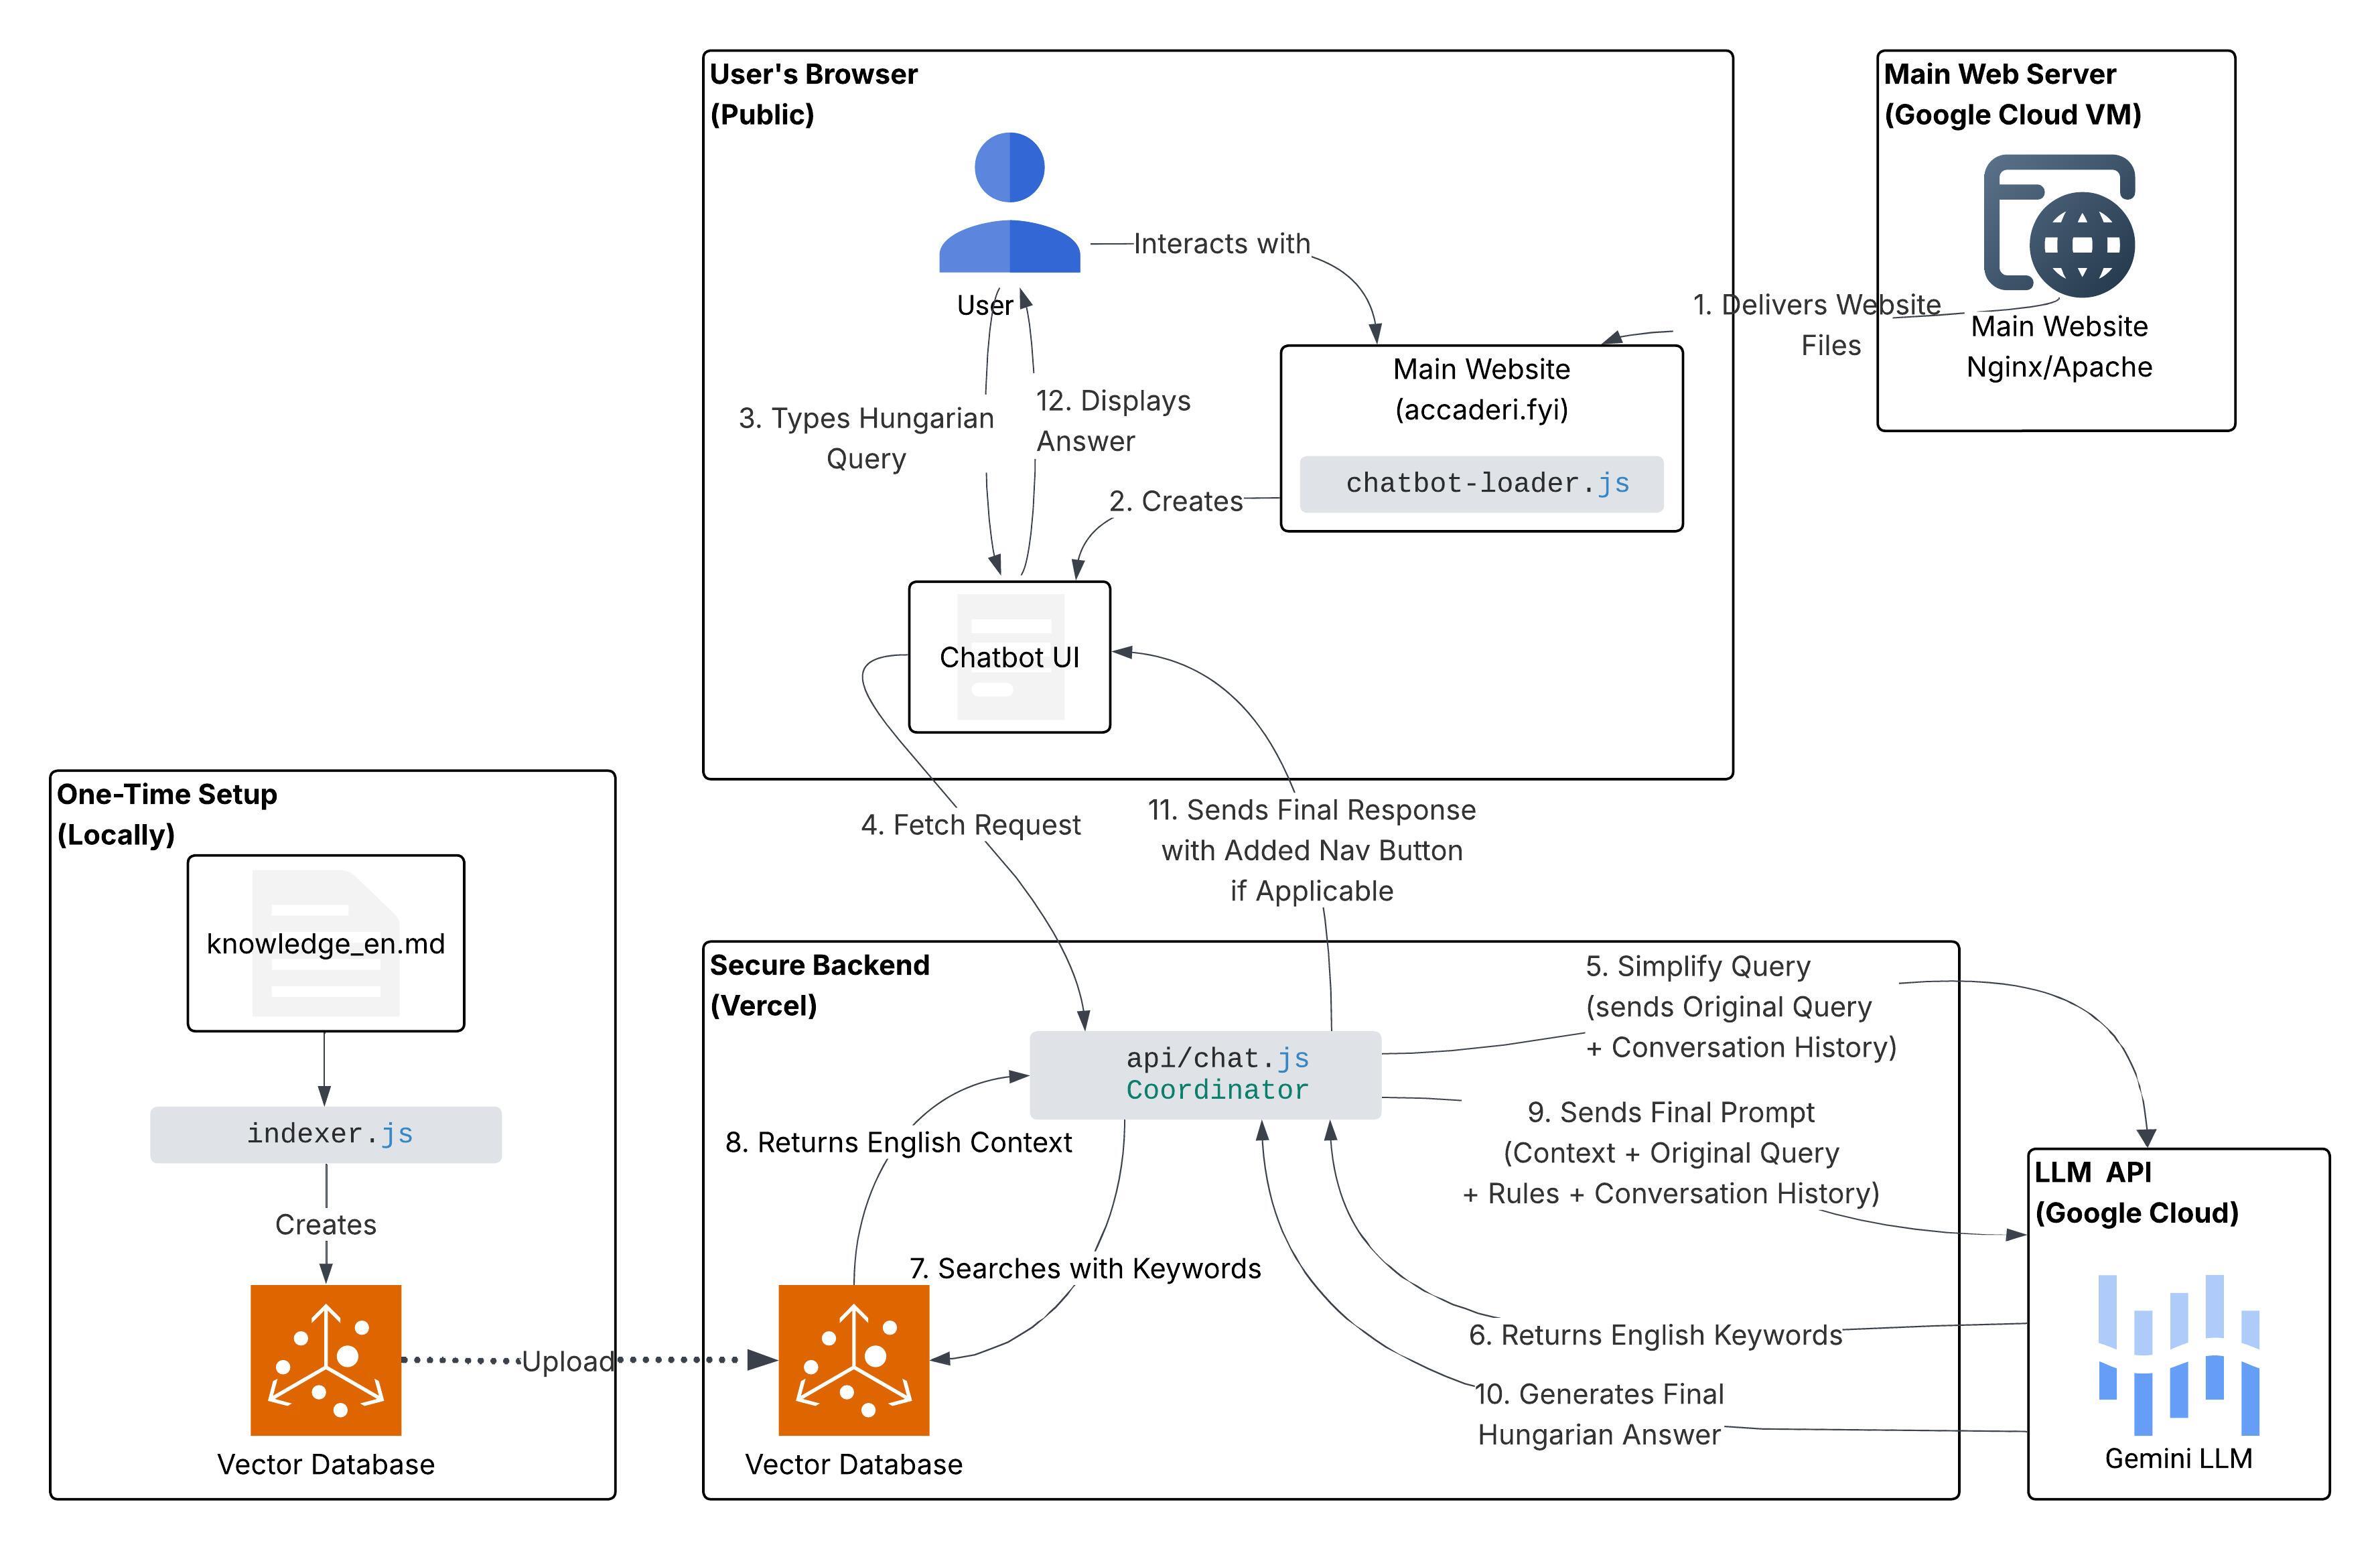 User's Browser
(Public)
User
Interacts with
3. Types Hungarian
Query
12. Displays
Answer
Main Website
(accaderi.fyi)
chatbot-loader.js
2. Creates
Chatbot UI
Main Web Server
(Google Cloud VM)
1. Delivers Website
Files
Main Website
Nginx/Apache
4. Fetch Request
11. Sends Final Response
with Added Nav Button
if Applicable
One-Time Setup
(Locally)
knowledge_en.md
indexer.js
Creates
Vector Database
Upload
Secure Backend
(Vercel)
api/chat.js
Coordinator
5. Simplify Query
(sends Original Query
+ Conversation History)
8. Returns English Context
9. Sends Final Prompt
(Context + Original Query
+ Rules + Conversation History)
7. Searches with Keywords
6. Returns English Keywords
10. Generates Final
Hungarian Answer
Vector Database
LLM API
(Google Cloud)
Gemini LLM